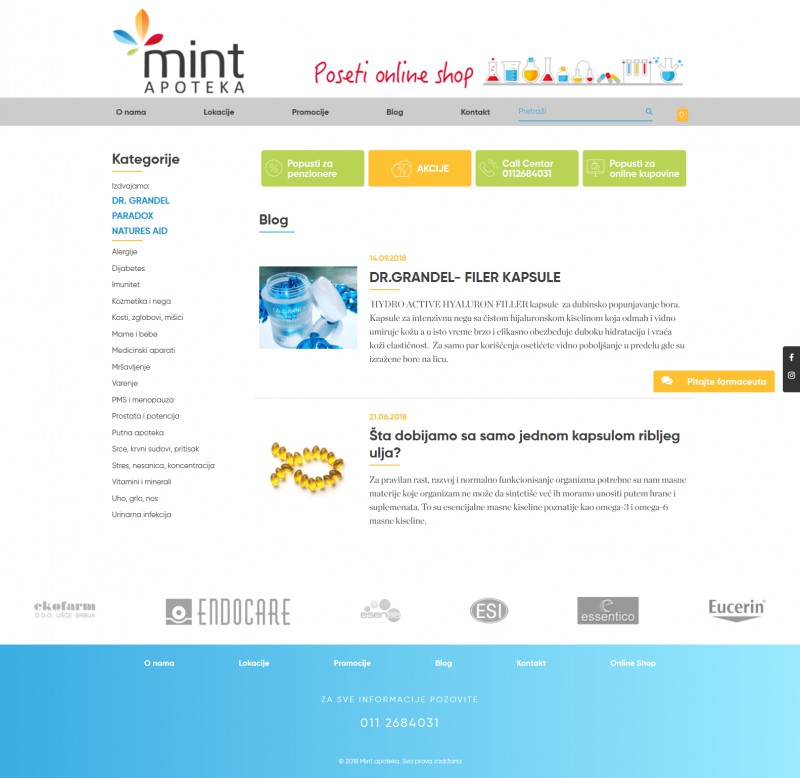 mint
APOTEKA
Poseti online shop
O nama
Lokacije
Promocije
Blog
Kontakt
Pretraži
0
Kategorije
Izdvajamo:
DR. GRANDEL
PARADOX
NATURES AID
Alergije
Dijabetes
Imunitet
Kozmetika i nega
Kosti, zglobovi, mišići
Mame i bebe
Medicinski aparati
Mršavljenje
Varenje
PMS i menopauza
Prostata i potencija
Putna apoteka
Srce, krvni sudovi, pritisak
Stres, nesanica, koncentracija
Vitamini i minerali
Uho, grlo, nos
Urinarna infekcija
Popusti za
penzionere
AKCIJE
Call Centar
0112684031
Popusti za
online kupovine
Blog
14.09.2018
DR.GRANDEL- FILER KAPSULE
HYDRO ACTIVE HYALURON FILLER kapsule  za dubinsko popunjavanje bora.
Kapsule za intenzivnu negu sa čistom hijaluronskom kiselinom koja odmah i vidno
umiruje kožu a u isto vreme brzo i efikasno obezbeđuje duboku hidrataciju i vraća
koži elastičnost.  Za samo par korišćenja osetićete vidno poboljšanje u predelu gde su
izražene bore na licu.
Pitajte farmaceuta
21.06.2018
Šta dobijamo sa samo jednom kapsulom ribljeg
ulja?
Za pravilan rast, razvoj i normalno funkcionisanje organizma potrebne su nam masne
materije koje organizam ne može da sintetiše već ih moramo unositi putem hrane i
suplemenata. To su esencijalne masne kiseline poznatije kao omega-3 i omega-6
masne kiseline.
ekofarm
D.O.O. UŠĆE SRBIJA
ENDOCARE
ESI
essentico
Eucerin
O nama
Lokacije
Promocije
Blog
Kontakt
Online Shop
ZA SVE INFORMACIJE POZOVITE
011 2684031
© 2018 Mint apoteka. Sva prava zadržana